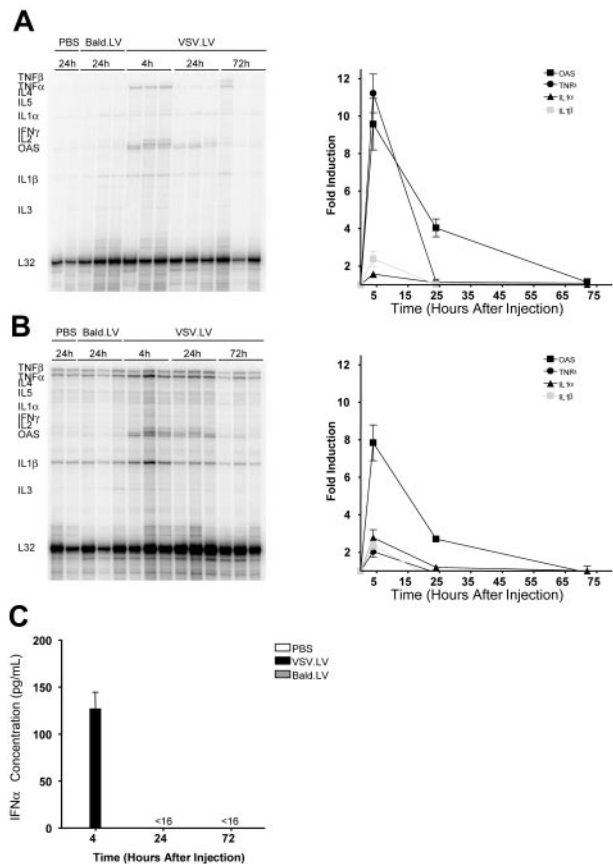 A
PBS Bald.LV VSV.LV
24h 24h 4h 24h 72h
TNFβ
TNFα
IL4
IL5
IL1α
IFNγ
IL2
OAS
IL1β
IL3
L32
OAS
TNFα
IL1α
IL1β
Fold Induction
12
10
8
6
4
2
5 15 25 35 45 55 65 75
Time (Hours After Injection)
B
PBS Bald.LV VSV.LV
24h 24h 4h 24h 72h
TNFβ
TNFα
IL4
IL5
IL1α
IFNγ
IL2
OAS
IL1β
IL3
L32
OAS
TNFα
IL1α
IL1β
Fold Induction
12
10
8
6
4
2
5 15 25 35 45 55 65 75
Time (Hours After Injection)
C
PBS
VSV.LV
Bald.LV
IFNα Concentration (pg/mL)
200
150
100
50
0
<16 <16
4 24 72
Time (Hours After Injection)